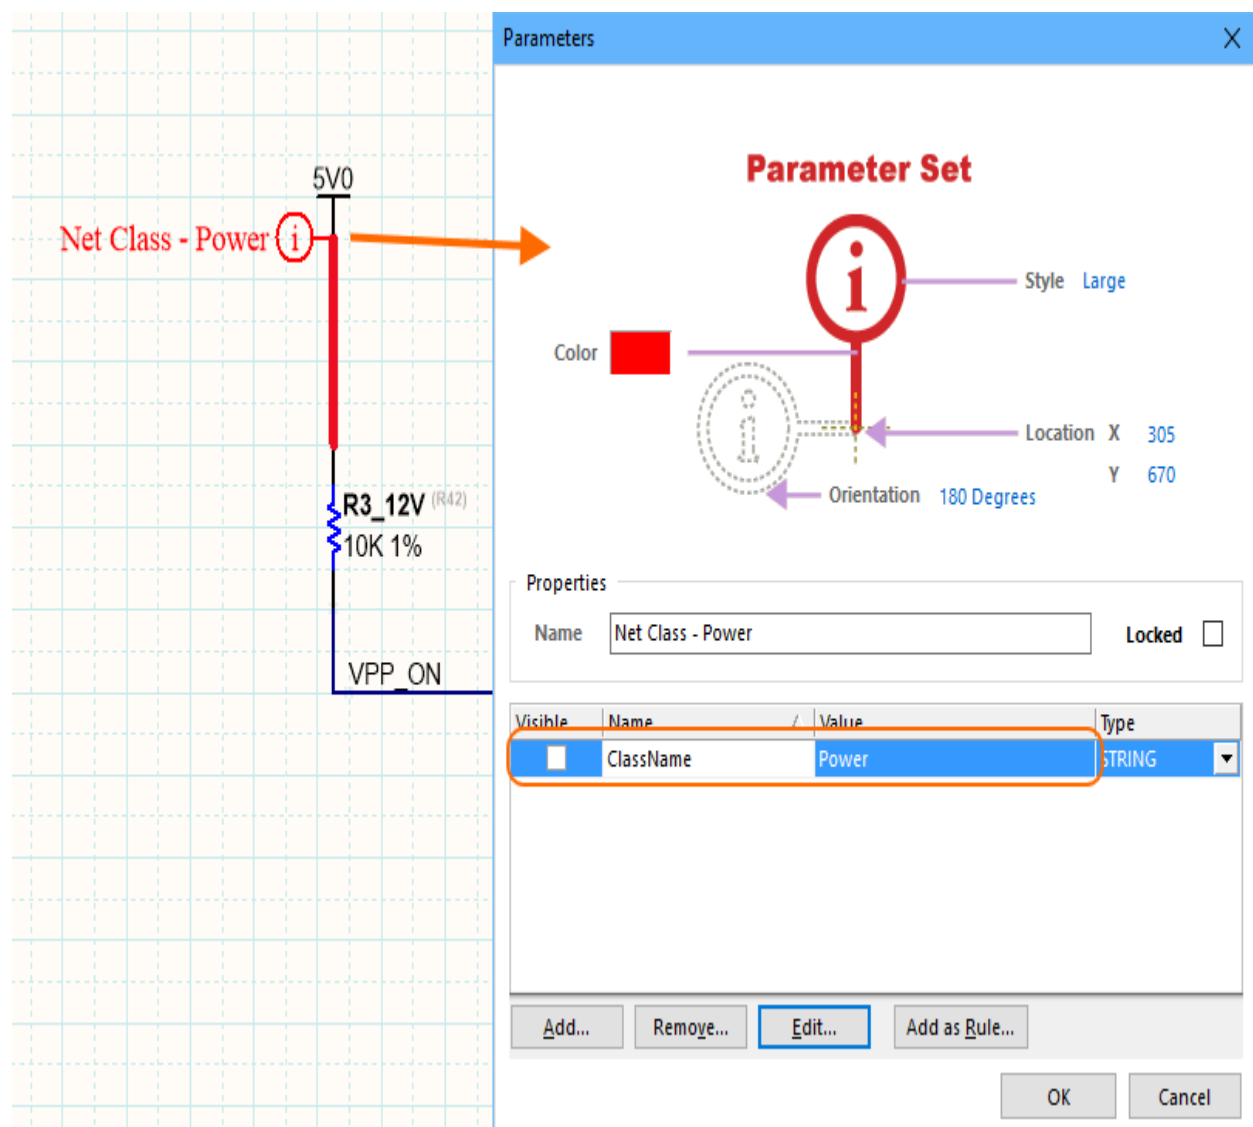 Parameters X
5V0
Net Class - Power i
Parameter Set
i
Style Large
Color
i
Location X 305
Y 670
Orientation 180 Degrees
R3_12V (R42)
10K 1%
VPP_ON
Properties
Name Net Class - Power Locked
Visible Name Value Type
ClassName Power STRING
Add... Remove... Edit... Add as Rule...
OK Cancel